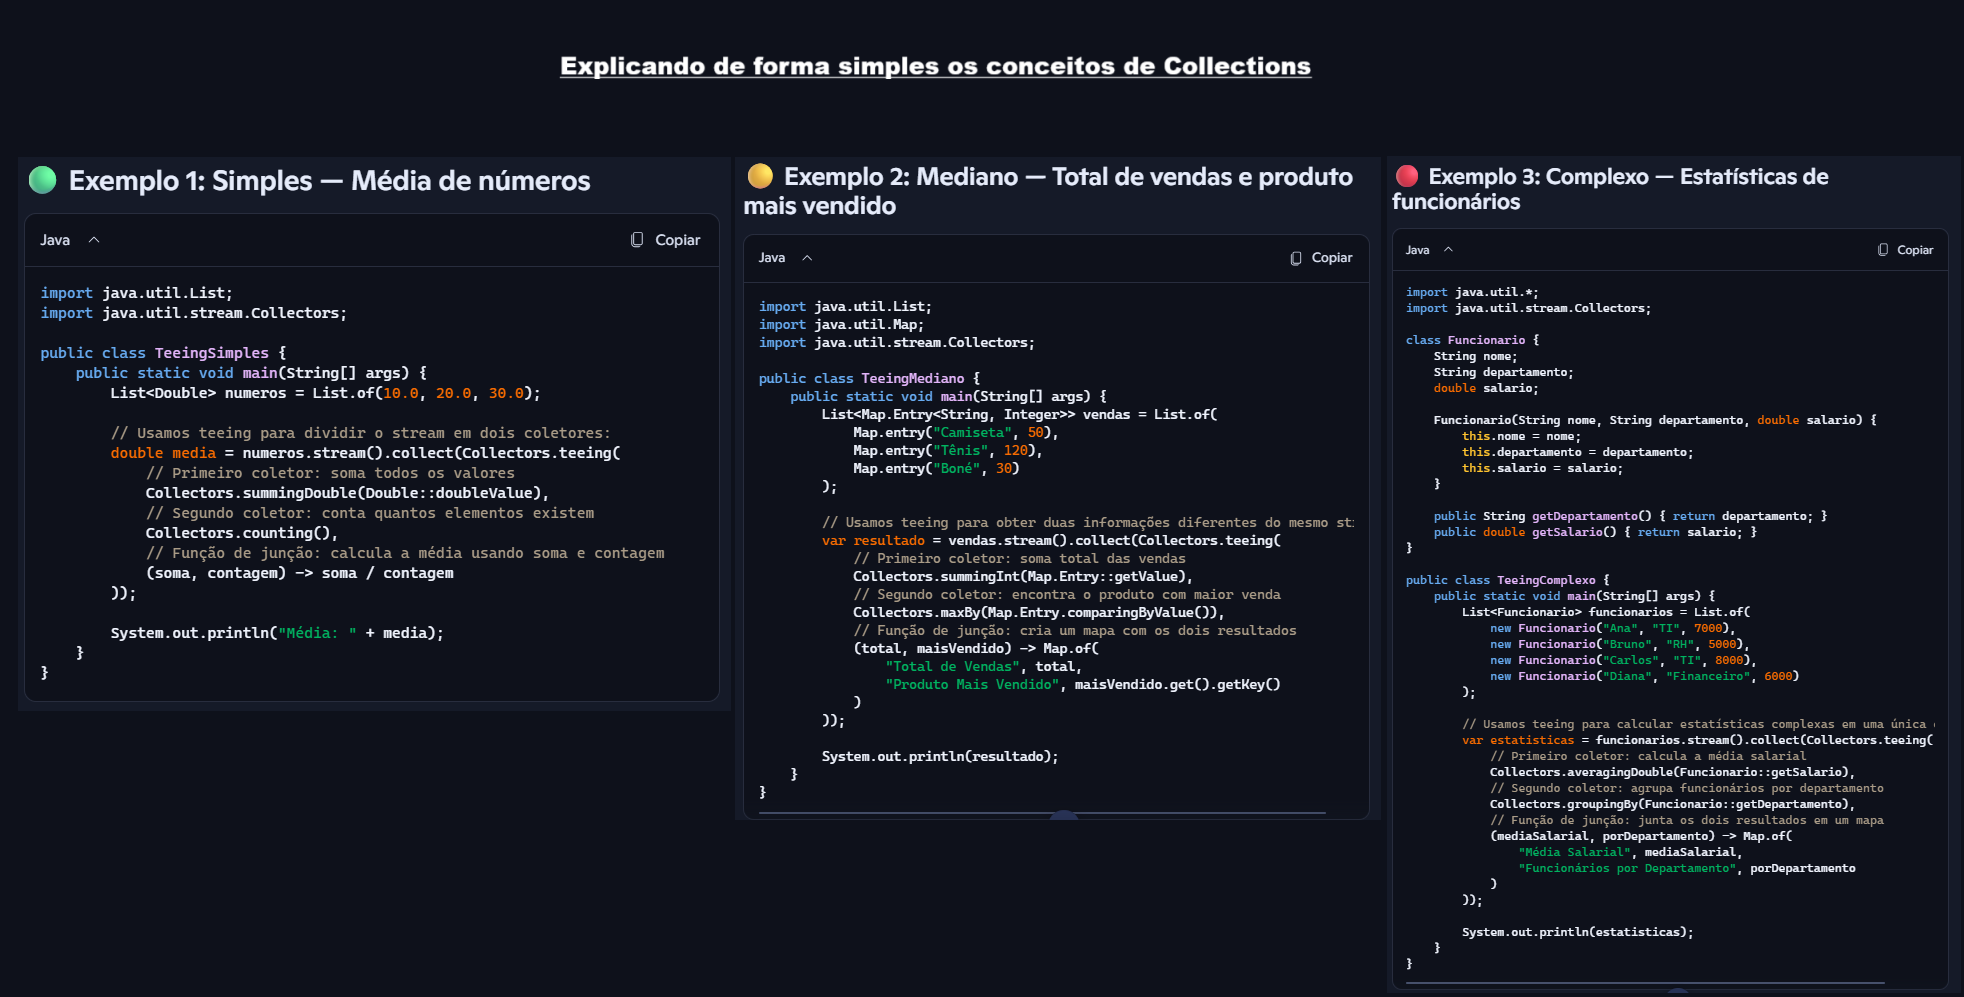 Explicando de forma simples os conceitos de Collections
Exemplo 1: Simples — Média de números
Java
Copiar
import java.util.List;
import java.util.stream.Collectors;
public class TeeingSimples {
    public static void main(String[] args) {
        List<Double> numeros = List.of(10.0, 20.0, 30.0);
        // Usamos teeing para dividir o stream em dois coletores:
        double media = numeros.stream().collect(Collectors.teeing(
            // Primeiro coletor: soma todos os valores
            Collectors.summingDouble(Double::doubleValue),
            // Segundo coletor: conta quantos elementos existem
            Collectors.counting(),
            // Função de junção: calcula a média usando soma e contagem
            (soma, contagem) -> soma / contagem
        ));
        System.out.println("Média: " + media);
    }
}
Exemplo 2: Mediano — Total de vendas e produto
mais vendido
Java
Copiar
import java.util.List;
import java.util.Map;
import java.util.stream.Collectors;
public class TeeingMediano {
    public static void main(String[] args) {
        List<Map.Entry<String, Integer>> vendas = List.of(
            Map.entry("Camiseta", 50),
            Map.entry("Tênis", 120),
            Map.entry("Boné", 30)
        );
        // Usamos teeing para obter duas informações diferentes do mesmo
        var resultado = vendas.stream().collect(Collectors.teeing(
            // Primeiro coletor: soma total das vendas
            Collectors.summingInt(Map.Entry::getValue),
            // Segundo coletor: encontra o produto com maior venda
            Collectors.maxBy(Map.Entry.comparingByValue()),
            // Função de junção: cria um mapa com os dois resultados
            (total, maisVendido) -> Map.of(
                "Total de Vendas", total,
                "Produto Mais Vendido", maisVendido.get().getKey()
            )
        ));
        System.out.println(resultado);
    }
}
Exemplo 3: Complexo — Estatísticas de
funcionários
Java
Copiar
import java.util.*;
import java.util.stream.Collectors;
class Funcionario {
    String nome;
    String departamento;
    double salario;
    Funcionario(String nome, String departamento, double salario) {
        this.nome = nome;
        this.departamento = departamento;
        this.salario = salario;
    }
    public String getDepartamento() { return departamento; }
    public double getSalario() { return salario; }
}
public class TeeingComplexo {
    public static void main(String[] args) {
        List<Funcionario> funcionarios = List.of(
            new Funcionario("Ana", "TI", 7000),
            new Funcionario("Bruno", "RH", 5000),
            new Funcionario("Carlos", "TI", 8000),
            new Funcionario("Diana", "Financeiro", 6000)
        );
        // Usamos teeing para calcular estatísticas complexas em uma única
        var estatisticas = funcionarios.stream().collect(Collectors.teeing(
            // Primeiro coletor: calcula a média salarial
            Collectors.averagingDouble(Funcionario::getSalario),
            // Segundo coletor: agrupa funcionários por departamento
            Collectors.groupingBy(Funcionario::getDepartamento),
            // Função de junção: junta os dois resultados em um mapa
            (mediaSalarial, porDepartamento) -> Map.of(
                "Média Salarial", mediaSalarial,
                "Funcionários por Departamento", porDepartamento
            )
        ));
        System.out.println(estatisticas);
    }
}